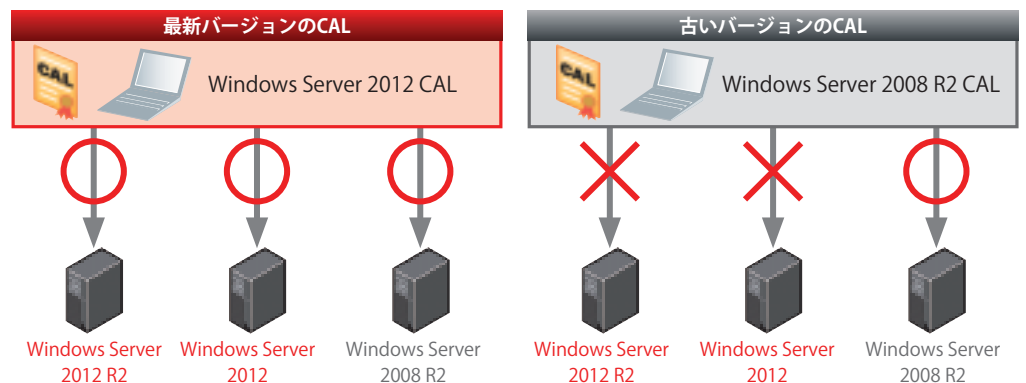 最新バージョンのCAL
CAL
Windows Server 2012 CAL
Windows Server
2012 R2
Windows Server
2012
Windows Server
2008 R2
古いバージョンのCAL
CAL
Windows Server 2008 R2 CAL
Windows Server
2012 R2
Windows Server
2012
Windows Server
2008 R2